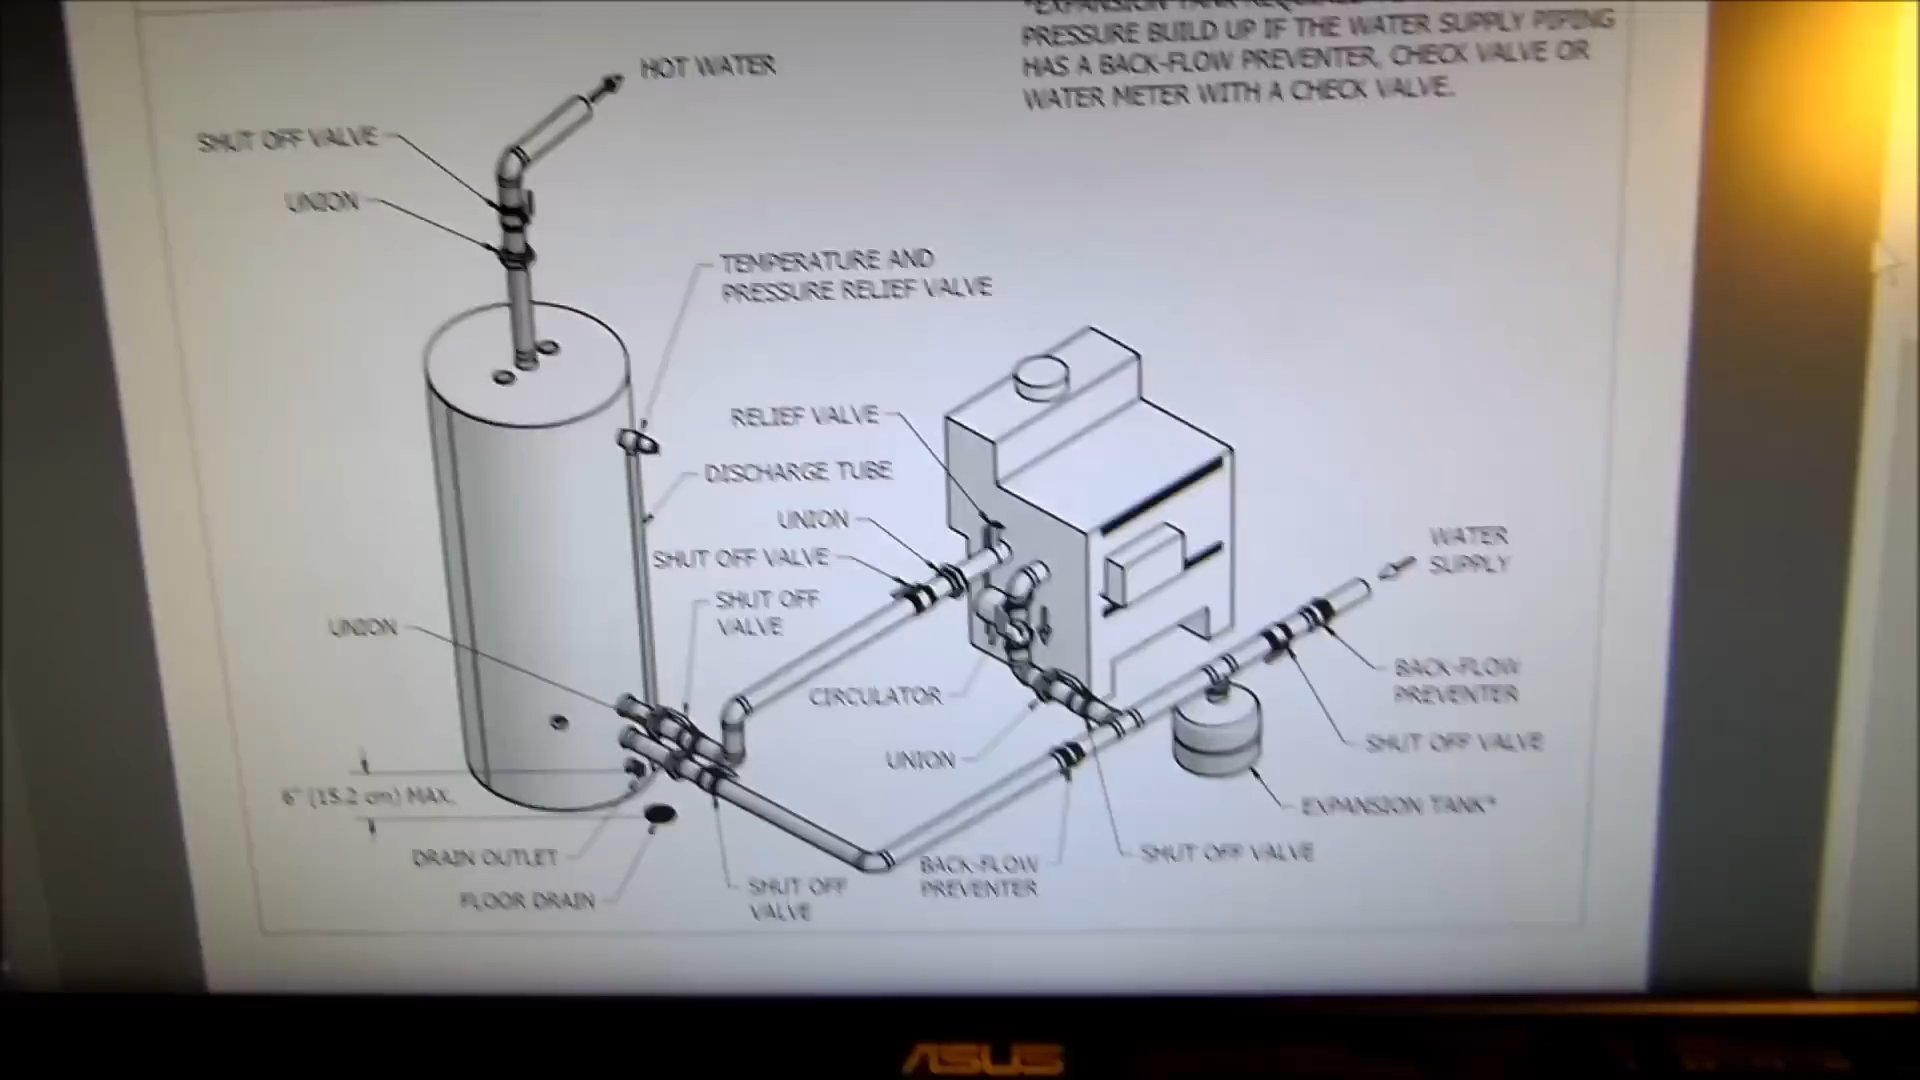 PRESSURE BUILD UP IF THE WATER SUPPLY PIPING
HAS A BACK-FLOW PREVENTER, CHECK VALVE OR
WATER METER WITH A CHECK VALVE.
HOT WATER
SHUT OFF VALVE
UNION
TEMPERATURE AND
PRESSURE RELIEF VALVE
RELIEF VALVE
DISCHARGE TUBE
UNION
SHUT OFF VALVE
SHUT OFF
VALVE
UNION
WATER
SUPPLY
CIRCULATOR
BACK-FLOW
PREVENTER
UNION
SHUT OFF VALVE
6" (15.2 cm) MAX.
EXPANSION TANK*
DRAIN OUTLET
FLOOR DRAIN
SHUT OFF
VALVE
BACK-FLOW
PREVENTER
SHUT OFF VALVE
ASUS